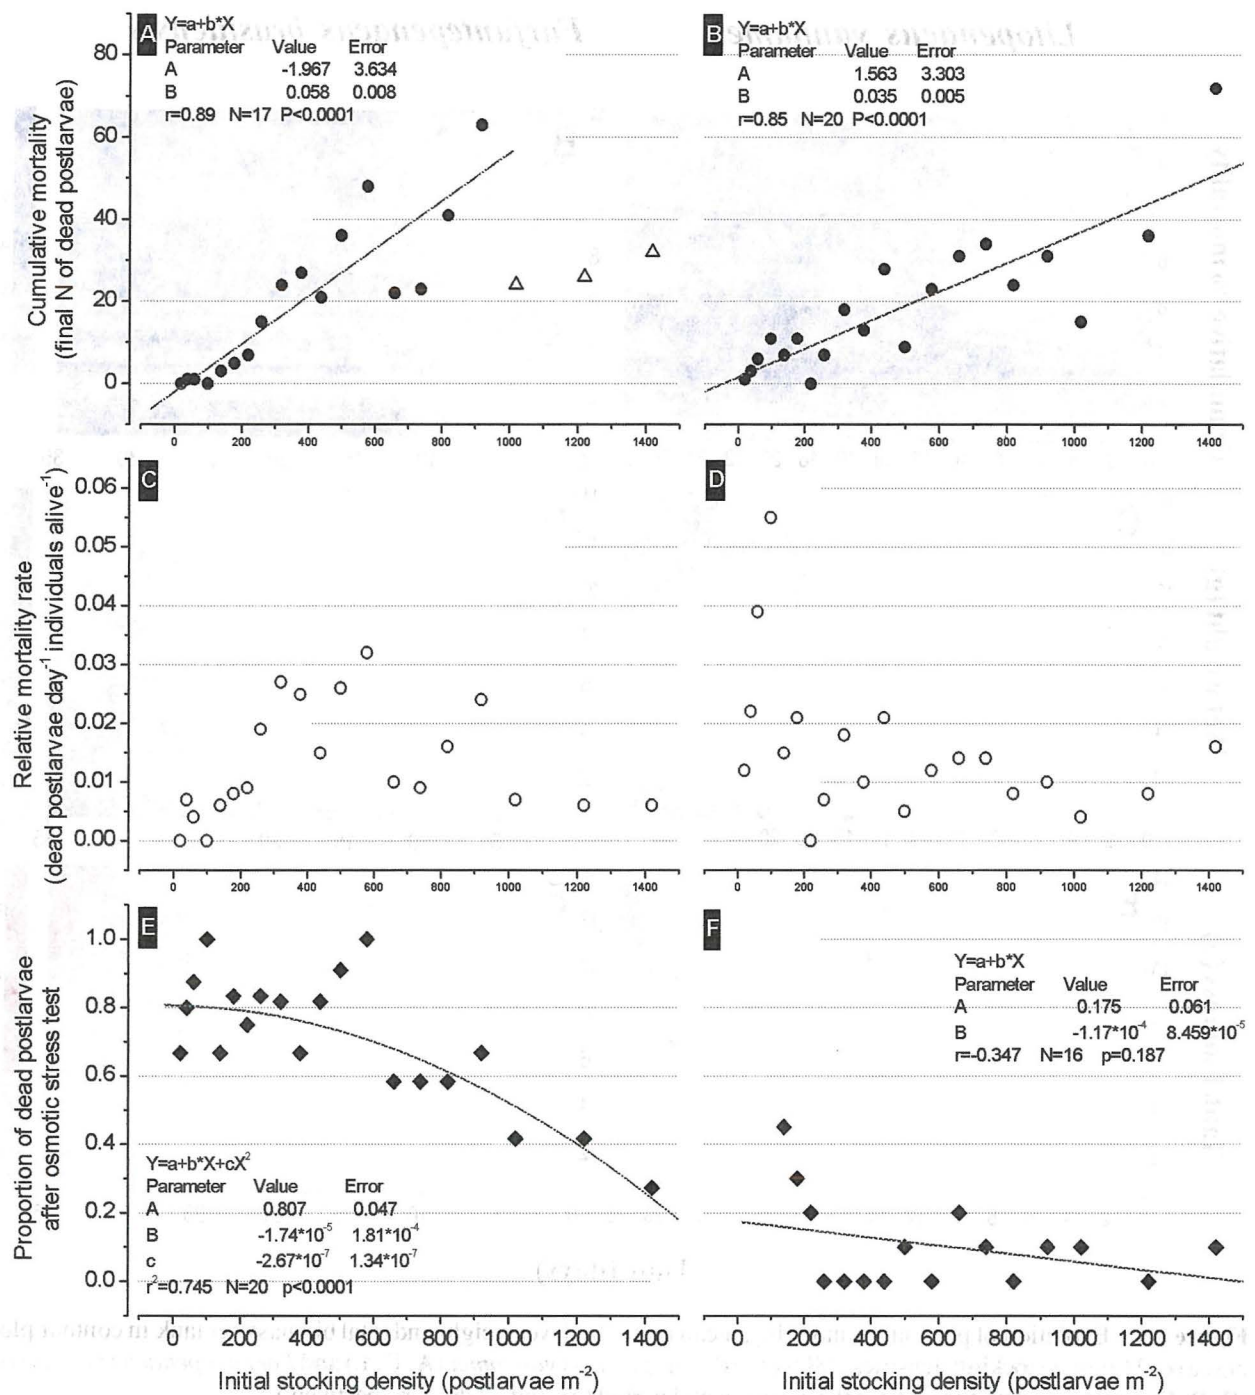 A
Y=a+b*X
Parameter Value Error
A -1.967 3.634
B 0.058 0.008
r=0.89 N=17 P<0.0001
B
Y=a+b*X
Parameter Value Error
A 1.563 3.303
B 0.035 0.005
r=0.85 N=20 P<0.0001
Cumulative mortality
(final N of dead postlarvae)
80
60
40
20
0
0 200 400 600 800 1000 1200 1400
0 200 400 600 800 1000 1200 1400
C
D
Relative mortality rate
(dead postlarvae day⁻¹ individuals alive⁻¹)
0.06
0.05
0.04
0.03
0.02
0.01
0.00
0 200 400 600 800 1000 1200 1400
0 200 400 600 800 1000 1200 1400
E
F
Proportion of dead postlarvae
after osmotic stress test
1.0
0.8
0.6
0.4
0.2
0.0
Y=a+b*X+cX²
Parameter Value Error
A 0.807 0.047
B -1.74*10⁻⁵ 1.81*10⁻⁴
c -2.67*10⁻⁷ 1.34*10⁻⁷
r²=0.745 N=20 p<0.0001
Y=a+b*X
Parameter Value Error
A 0.175 0.061
B -1.17*10⁻⁴ 8.459*10⁻⁵
r=-0.347 N=16 p=0.187
0 200 400 600 800 1000 1200 1400
0 200 400 600 800 1000 1200 1400
Initial stocking density (postlarvae m⁻²)
Initial stocking density (postlarvae m⁻²)